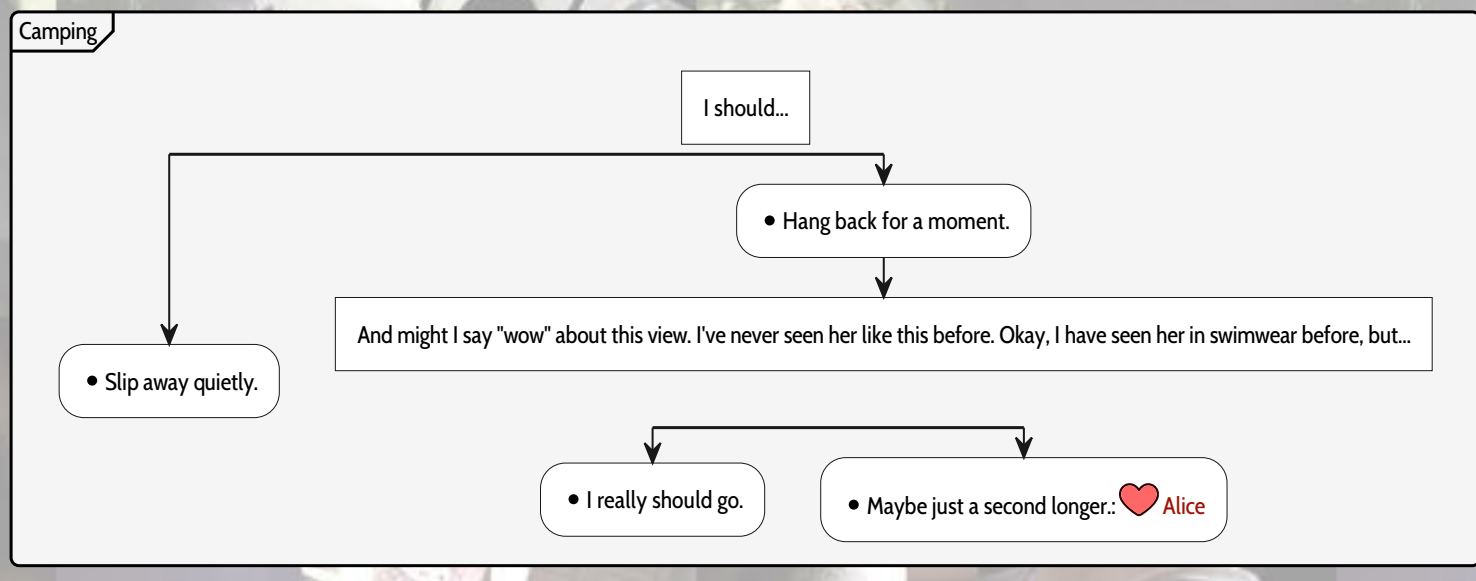 Camping
I should...
• Hang back for a moment.
And might I say "wow" about this view. I've never seen her like this before. Okay, I have seen her in swimwear before, but...
• Slip away quietly.
• I really should go.
• Maybe just a second longer.: Alice